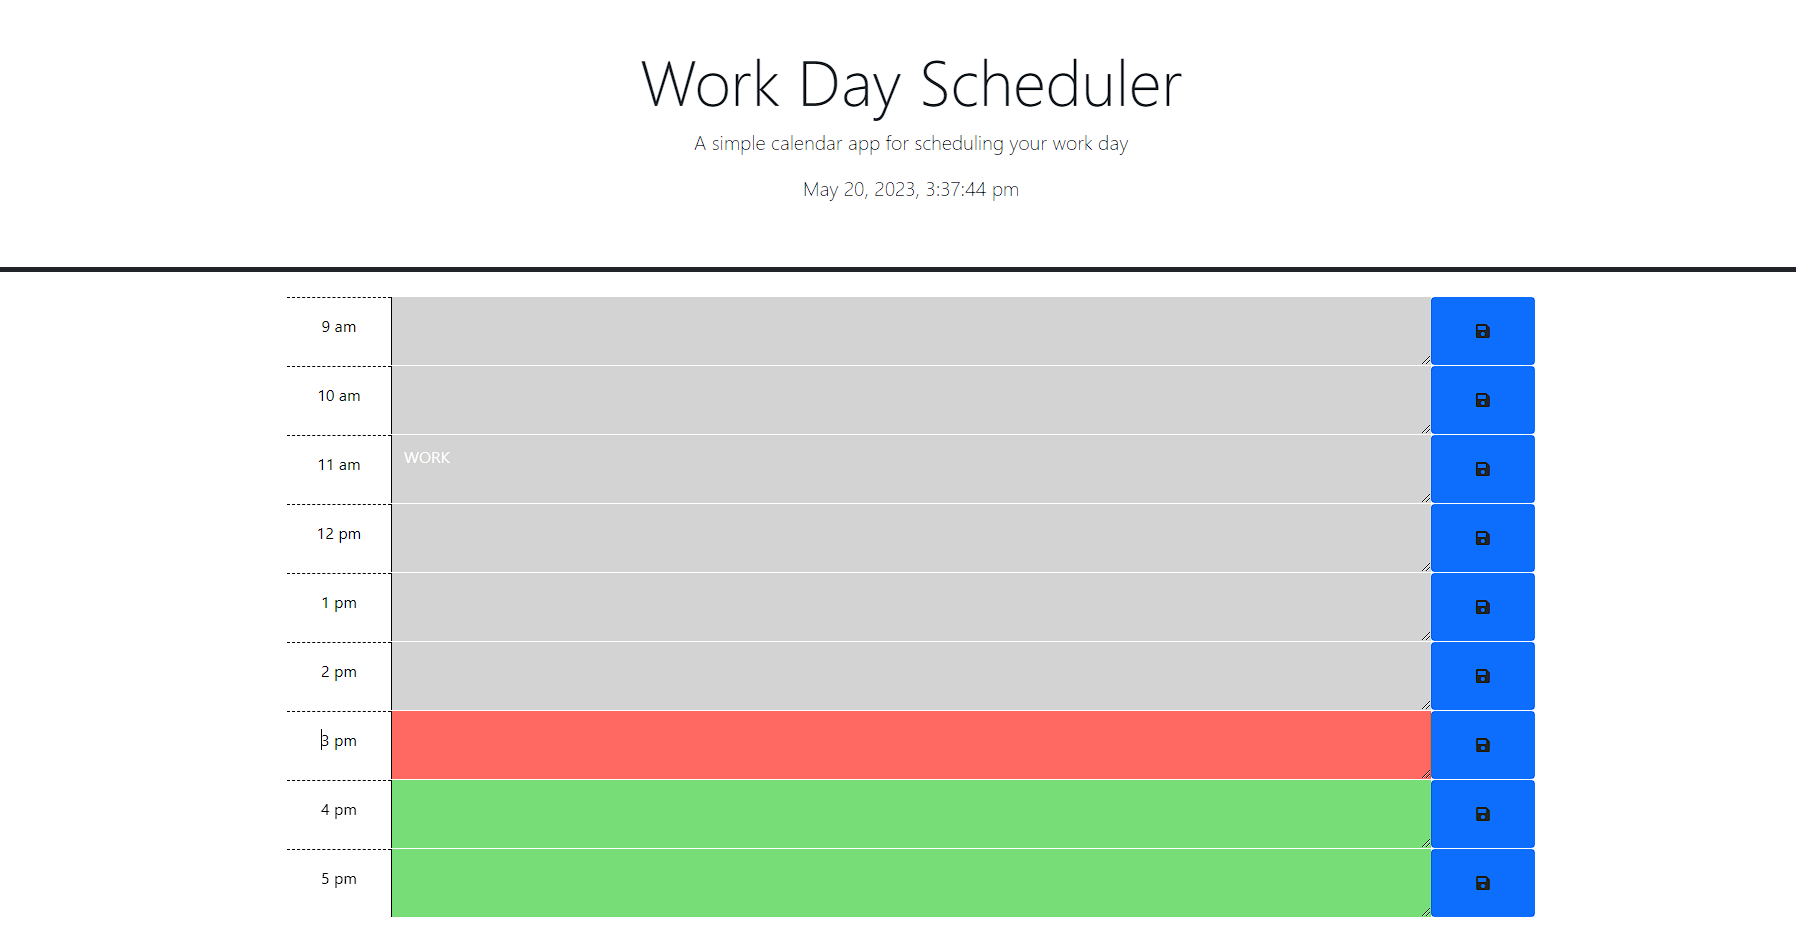 Work Day Scheduler
A simple calendar app for scheduling your work day
May 20, 2023, 3:37:44 pm
9 am
10 am
11 am WORK
12 pm
1 pm
2 pm
3 pm
4 pm
5 pm